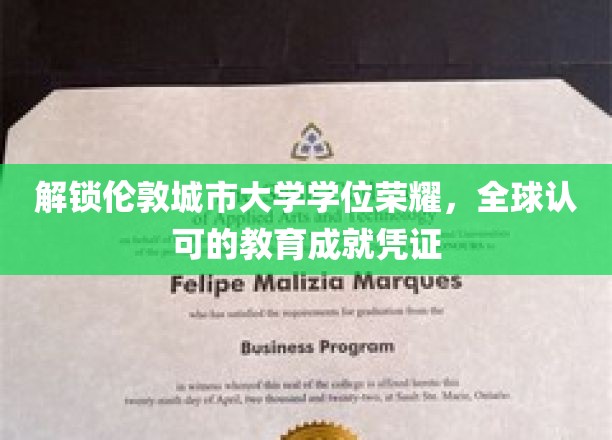 解锁伦敦城市大学学位荣耀，全球认
of Applied Arts and Technology
可的教育成就凭证
Felipe Malizia Marques
who has satisfied the requirements for graduation from the
Business Program
in witness whereof this seal of the college is affixed hereto this
twenty-ninth day of April, two thousand and twenty-two, at Sault Ste. Marie, Ontario.